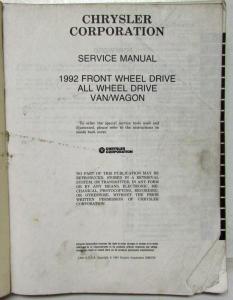 CHRYSLER
CORPORATION
SERVICE MANUAL
1992 FRONT WHEEL DRIVE
ALL WHEEL DRIVE
VAN/WAGON
To order the special service tools used and
illustrated, please refer to the instructions on
inside back cover.
CHRYSLER
CORPORATION
NO PART OF THIS PUBLICATION MAY BE
REPRODUCED, STORED IN A RETRIEVAL
SYSTEM, OR TRANSMITTED, IN ANY FORM
OR BY ANY MEANS, ELECTRONIC, ME-
CHANICAL, PHOTOCOPYING, RECORDING,
OR OTHERWISE, WITHOUT THE PRIOR
WRITTEN PERMISSION OF CHRYSLER
CORPORATION.